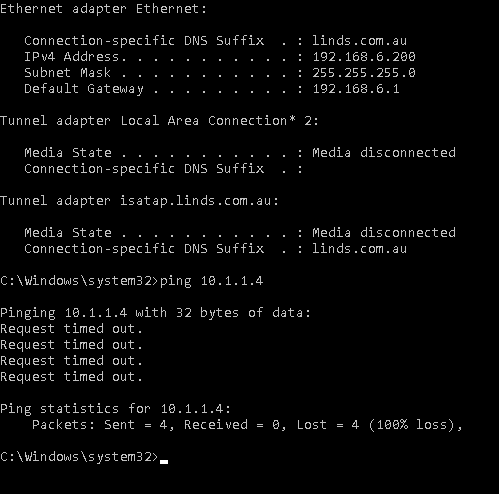 Ethernet adapter Ethernet:
Connection-specific DNS Suffix  . : linds.com.au
IPv4 Address. . . . . . . . . . . : 192.168.6.200
Subnet Mask . . . . . . . . . . . : 255.255.255.0
Default Gateway . . . . . . . . . : 192.168.6.1
Tunnel adapter Local Area Connection* 2:
Media State . . . . . . . . . . . : Media disconnected
Connection-specific DNS Suffix  . :
Tunnel adapter isatap.linds.com.au:
Media State . . . . . . . . . . . : Media disconnected
Connection-specific DNS Suffix  . : linds.com.au
C:\Windows\system32>ping 10.1.1.4
Pinging 10.1.1.4 with 32 bytes of data:
Request timed out.
Request timed out.
Request timed out.
Request timed out.
Ping statistics for 10.1.1.4:
Packets: Sent = 4, Received = 0, Lost = 4 (100% loss),
C:\Windows\system32>